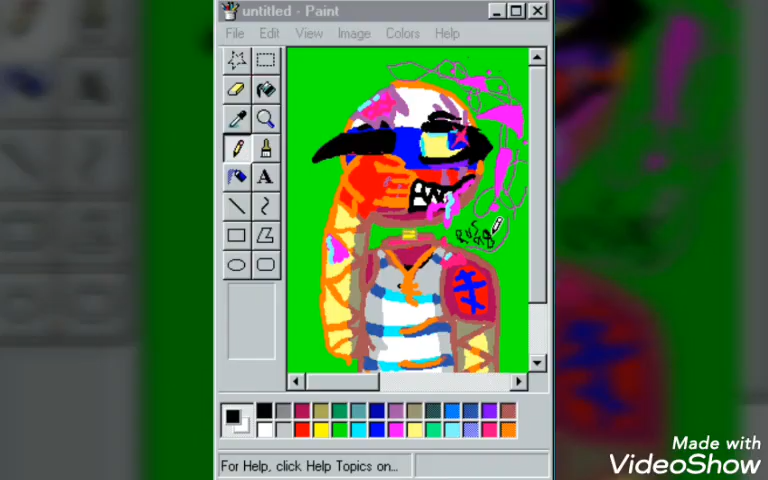 untitled - Paint
File Edit View Image Colors Help
A
For Help, click Help Topics on...
Made with
VideoShow